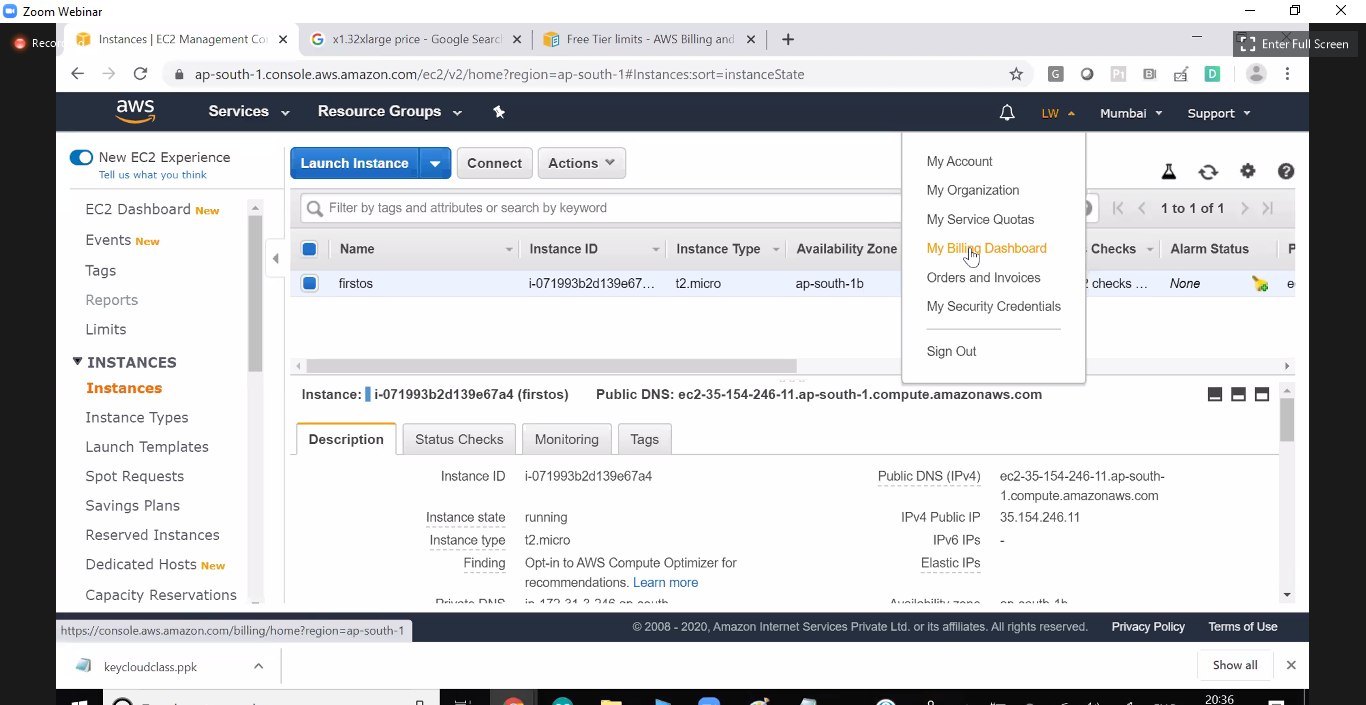 Zoom Webinar
Recor
Instances | EC2 Management Co
x1.32xlarge price - Google Search
Free Tier limits - AWS Billing and
Enter Full Screen
ap-south-1.console.aws.amazon.com/ec2/v2/home?region=ap-south-1#Instances:sort=instanceState
aws
Services
Resource Groups
LW
Mumbai
Support
New EC2 Experience
Tell us what you think
EC2 Dashboard New
Events New
Tags
Reports
Limits
INSTANCES
Instances
Instance Types
Launch Templates
Spot Requests
Savings Plans
Reserved Instances
Dedicated Hosts New
Capacity Reservations
Launch Instance
Connect
Actions
Filter by tags and attributes or search by keyword
1 to 1 of 1
Name
Instance ID
Instance Type
Availability Zone
Checks
Alarm Status
P
firstos
i-071993b2d139e67...
t2.micro
ap-south-1b
checks ...
None
My Account
My Organization
My Service Quotas
My Billing Dashboard
Orders and Invoices
My Security Credentials
Sign Out
Instance: i-071993b2d139e67a4 (firstos)
Public DNS: ec2-35-154-246-11.ap-south-1.compute.amazonaws.com
Description
Status Checks
Monitoring
Tags
Instance ID i-071993b2d139e67a4
Instance state running
Instance type t2.micro
Finding Opt-in to AWS Compute Optimizer for
recommendations. Learn more
Private DNS ip-172-31-3-246.ap-south-
Public DNS (IPv4) ec2-35-154-246-11.ap-south-
1.compute.amazonaws.com
IPv4 Public IP 35.154.246.11
IPv6 IPs -
Elastic IPs
Availability zone ap-south-1b
https://console.aws.amazon.com/billing/home?region=ap-south-1
© 2008 - 2020, Amazon Internet Services Private Ltd. or its affiliates. All rights reserved.
Privacy Policy
Terms of Use
keycloudclass.ppk
Show all
20:36